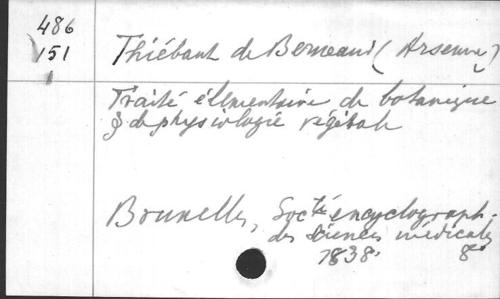 486
151
Thiébaut de Berneaud (Arsenne)
Traité élémentaire de botanique
& de physiologie végétale
Bruxelles, Socté encyclograph.
des sciences médicales
1838. 8°